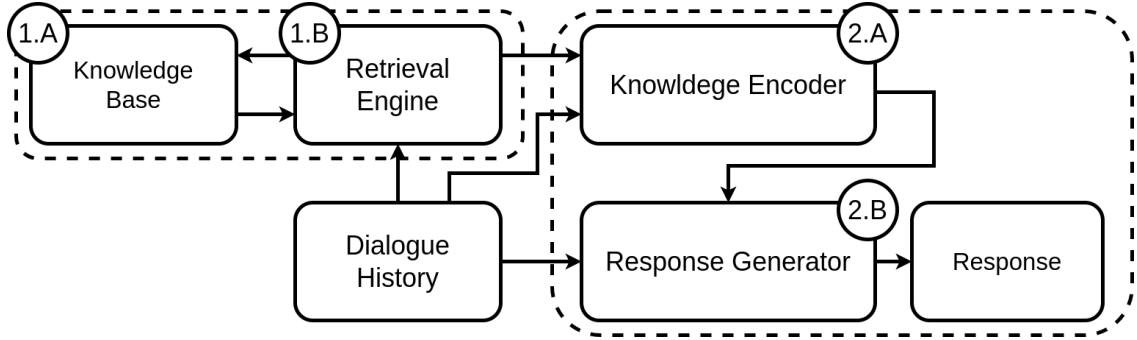 1.A
Knowledge
Base
1.B
Retrieval
Engine
2.A
Knowldege Encoder
Dialogue
History
2.B
Response Generator
Response